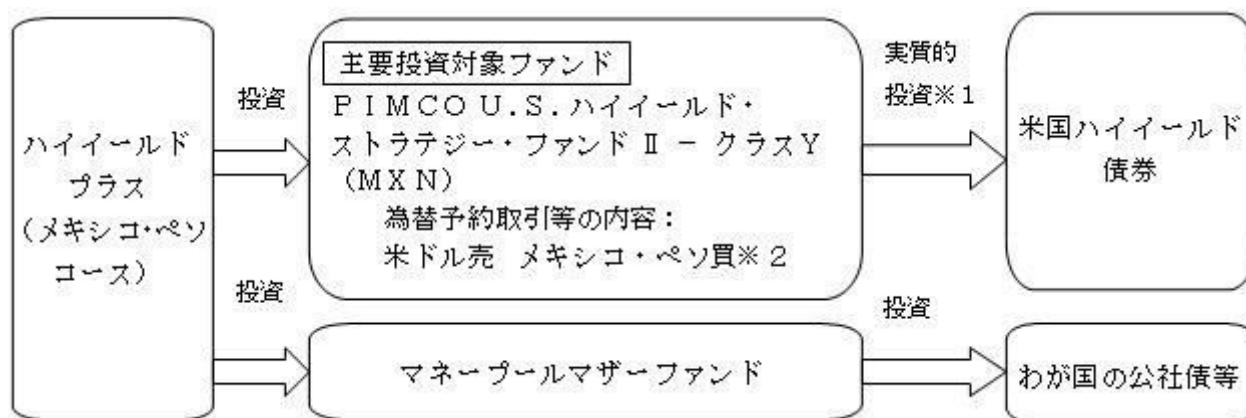 ハイイールド
プラス
（メキシコ・ペソ
コース）
投資
投資
主要投資対象ファンド
ＰＩＭＣＯ Ｕ.Ｓ.ハイイールド・
ストラテジー・ファンド Ⅱ － クラスＹ
（ＭＸＮ）
為替予約取引等の内容：
米ドル売　メキシコ・ペソ買※２
マネープールマザーファンド
実質的
投資※１
投資
米国ハイイールド
債券
わが国の公社債等